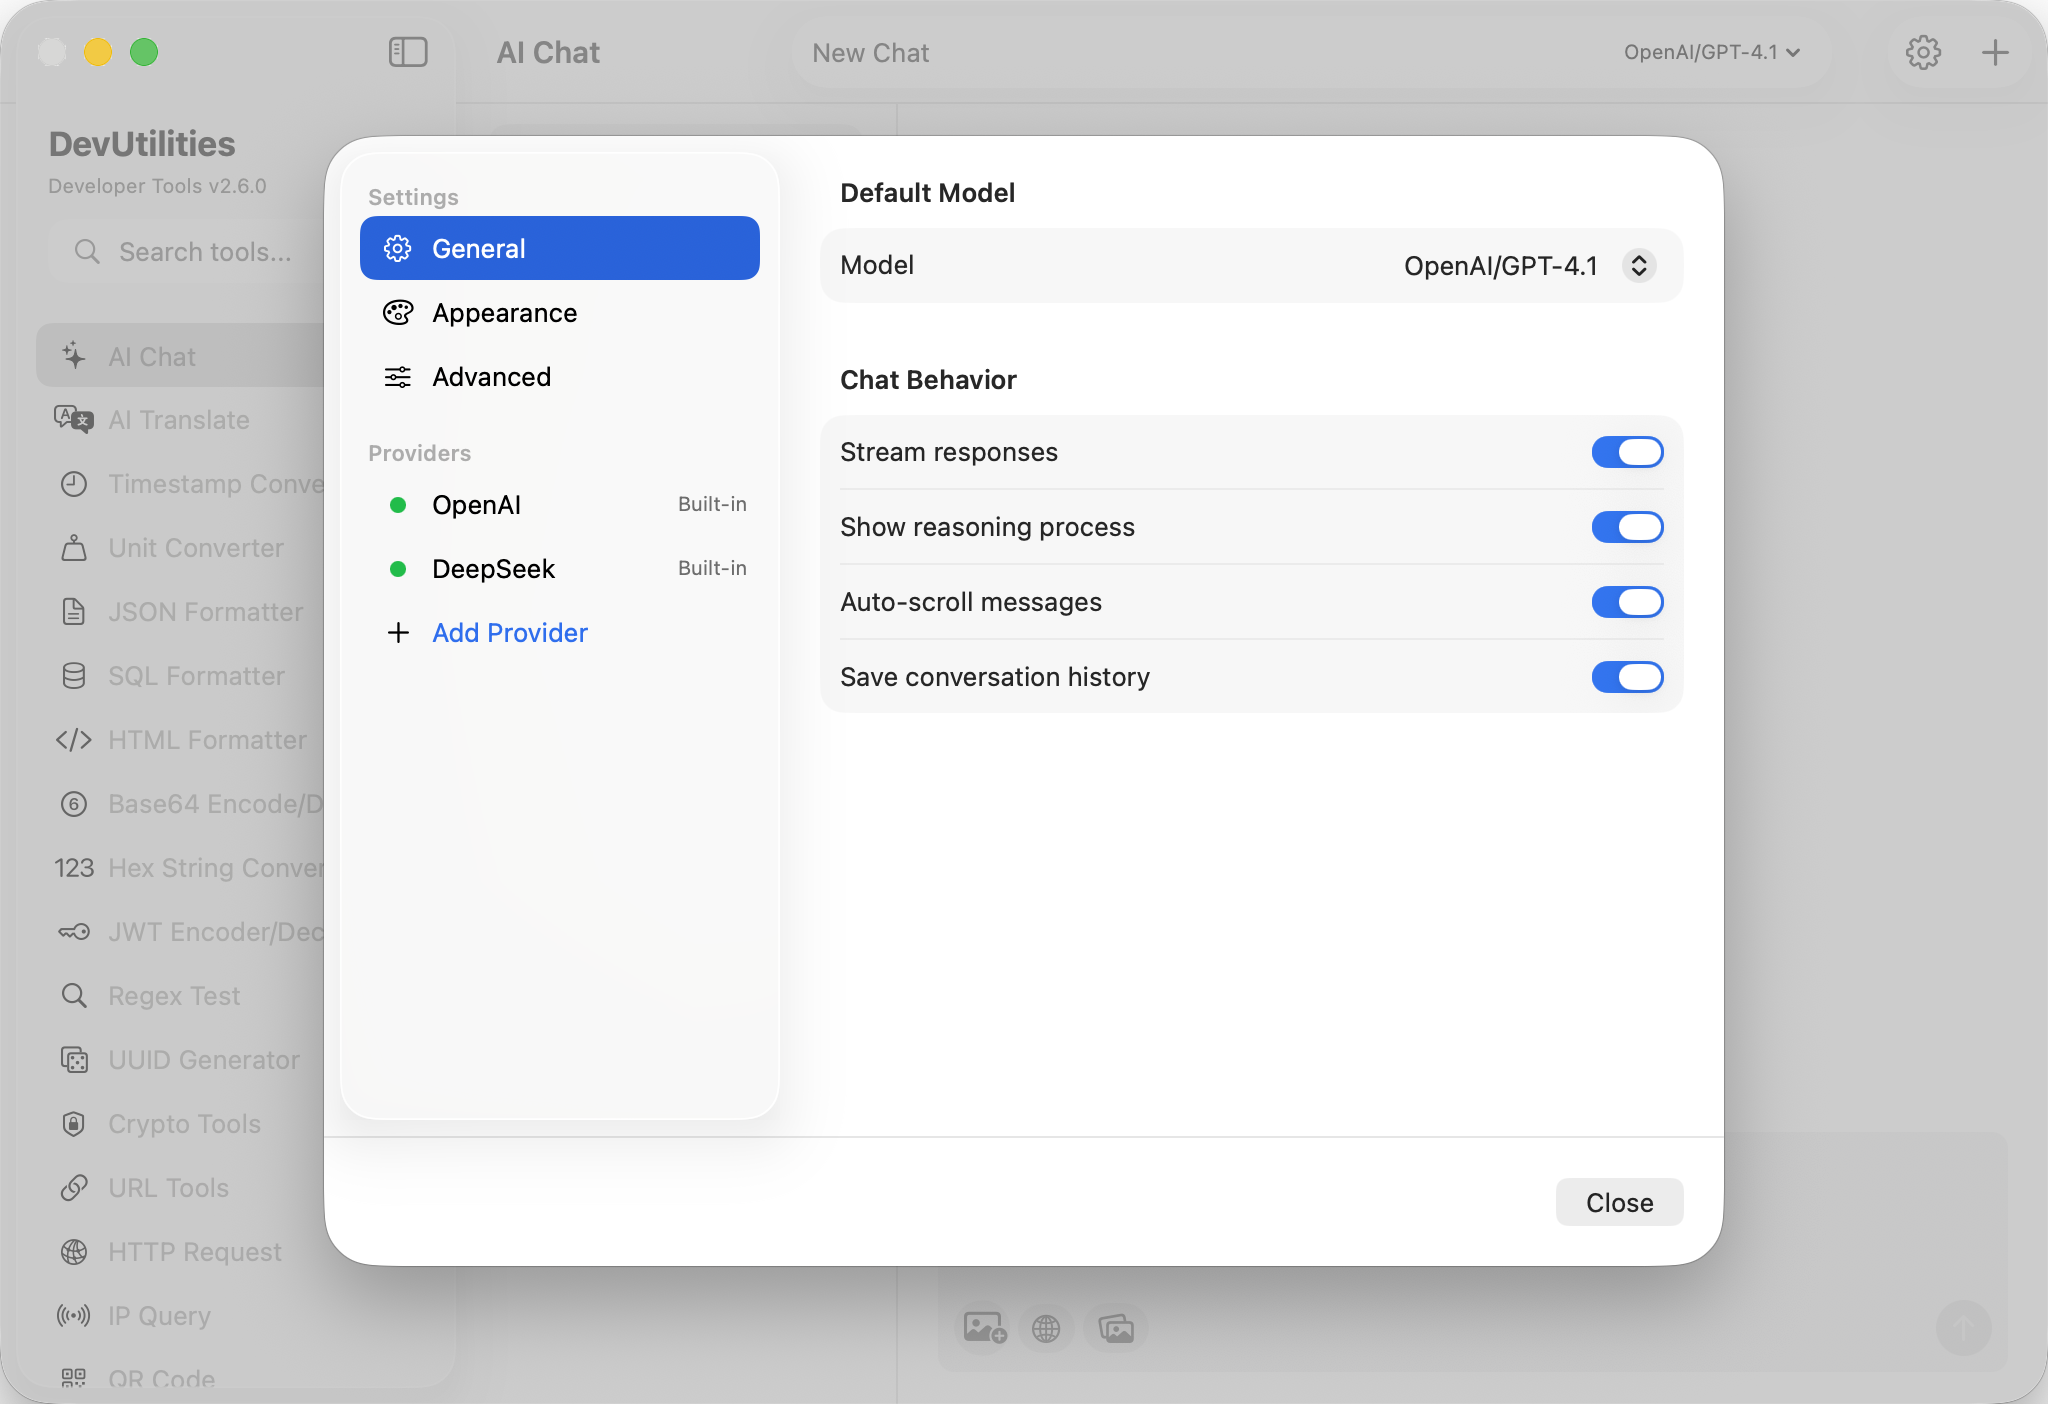 AI Chat
New Chat
OpenAI/GPT-4.1
DevUtilities
Developer Tools v2.6.0
Search tools...
AI Chat
AI Translate
Timestamp Conve
Unit Converter
JSON Formatter
SQL Formatter
HTML Formatter
Base64 Encode/D
123 Hex String Conver
JWT Encoder/Dec
Regex Test
UUID Generator
Crypto Tools
URL Tools
HTTP Request
IP Query
QR Code
Settings
General
Appearance
Advanced
Providers
OpenAI Built-in
DeepSeek Built-in
Add Provider
Default Model
Model OpenAI/GPT-4.1
Chat Behavior
Stream responses
Show reasoning process
Auto-scroll messages
Save conversation history
Close